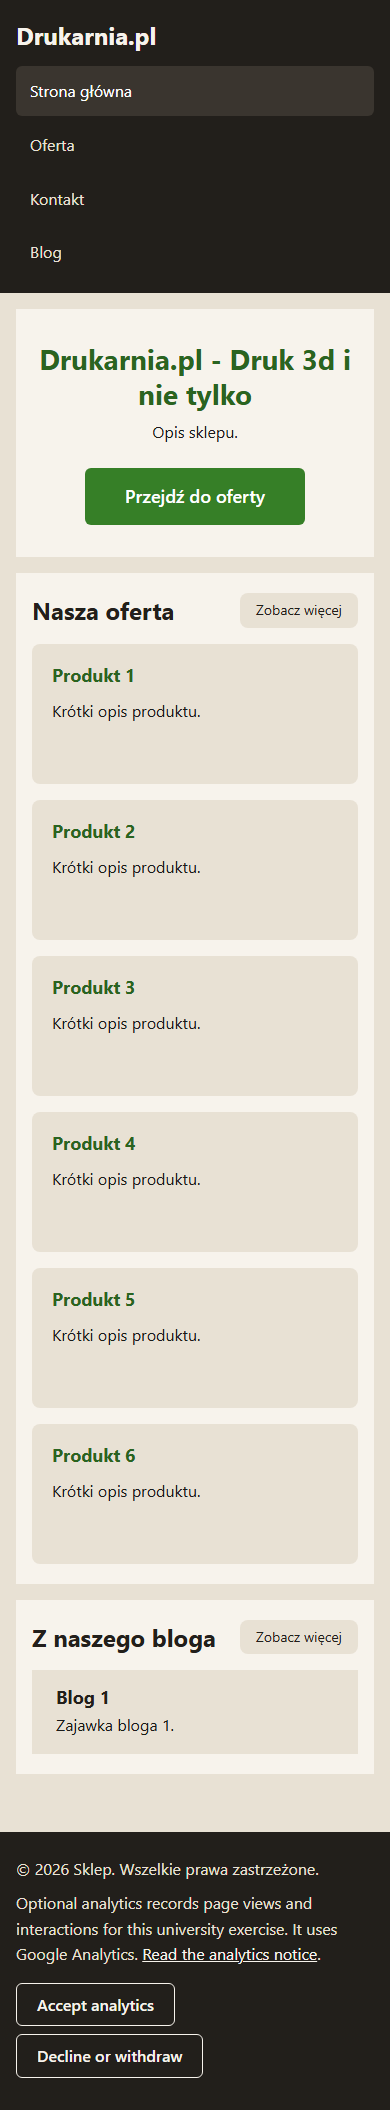 Drukarnia.pl
Strona główna
Oferta
Kontakt
Blog
Drukarnia.pl - Druk 3d i
nie tylko
Opis sklepu.
Przejdź do oferty
Nasza oferta
Zobacz więcej
Produkt 1
Krótki opis produktu.
Produkt 2
Krótki opis produktu.
Produkt 3
Krótki opis produktu.
Produkt 4
Krótki opis produktu.
Produkt 5
Krótki opis produktu.
Produkt 6
Krótki opis produktu.
Z naszego bloga
Zobacz więcej
Blog 1
Zajawka bloga 1.
© 2026 Sklep. Wszelkie prawa zastrzeżone.
Optional analytics records page views and
interactions for this university exercise. It uses
Google Analytics. Read the analytics notice.
Accept analytics
Decline or withdraw